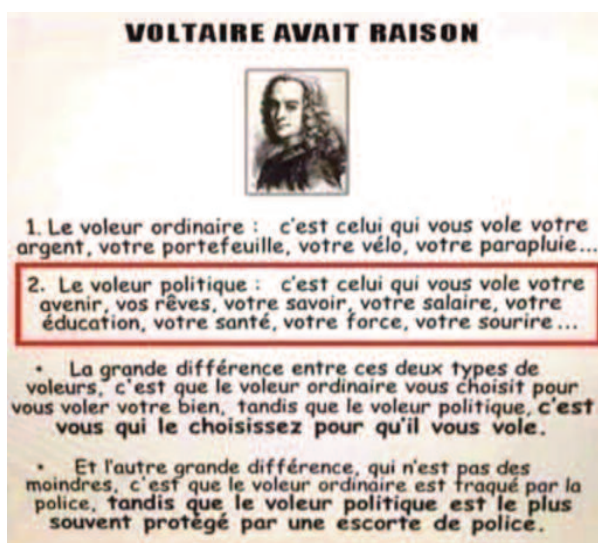 VOLTAIRE AVAIT RAISON
1. Le voleur ordinaire : c'est celui qui vous vole votre
argent, votre portefeuille, votre vélo, votre parapluie...
2. Le voleur politique : c'est celui qui vous vole votre
avenir, vos rêves, votre savoir, votre salaire, votre
éducation, votre santé, votre force, votre sourire ...
• La grande différence entre ces deux types de
voleurs, c'est que le voleur ordinaire vous choisit pour
vous voler votre bien, tandis que le voleur politique, c'est
vous qui le choisissez pour qu'il vous vole.
• Et l'autre grande différence, qui n'est pas des
moindres, c'est que le voleur ordinaire est traqué par la
police, tandis que le voleur politique est le plus
souvent protégé par une escorte de police.